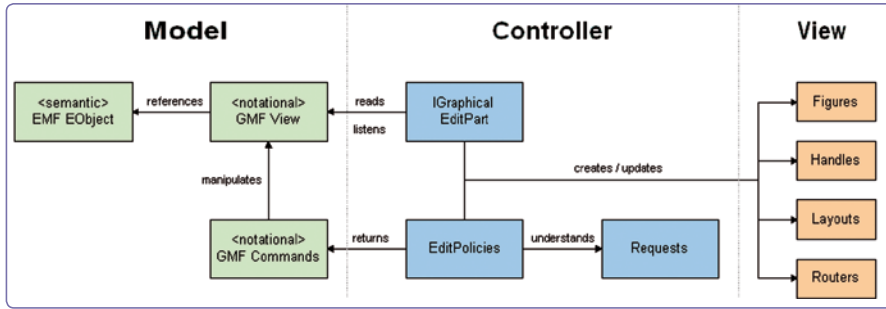 Model
Controller
View
<semantic>
EMF EObject
references
<notational>
GMF View
reads
listens
IGraphical
EditPart
Figures
Handles
creates / updates
manipulates
Layouts
<notational>
GMF Commands
returns
EditPolicies
understands
Requests
Routers